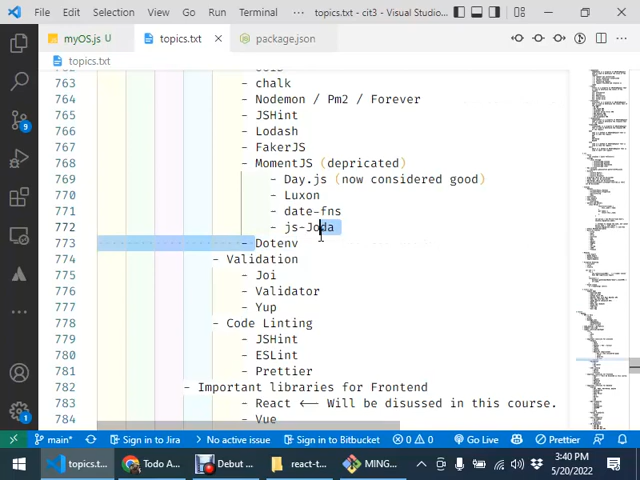 File Edit Selection View Go Run Terminal ··· topics.txt - cit3 - Visual Studio...
myOS.js U topics.txt package.json
topics.txt
763 - chalk
764 - Nodemon / Pm2 / Forever
765 - JSHint
766 - Lodash
767 - FakerJS
768 - MomentJS (depricated)
769 - Day.js (now considered good)
770 - Luxon
771 - date-fns
772 - js-Joda
773 - Dotenv
774 - Validation
775 - Joi
776 - Validator
777 - Yup
778 - Code Linting
779 - JSHint
780 - ESLint
781 - Prettier
782 - Important libraries for Frontend
783 - React <-- Will be disussed in this course.
784 - Vue
9
1
main* Sign in to Jira No active issue Sign in to Bitbucket 0 0 Go Live Prettier
topics.t... Todo A... Debut ... react-t... MING... 3:40 PM
5/20/2022